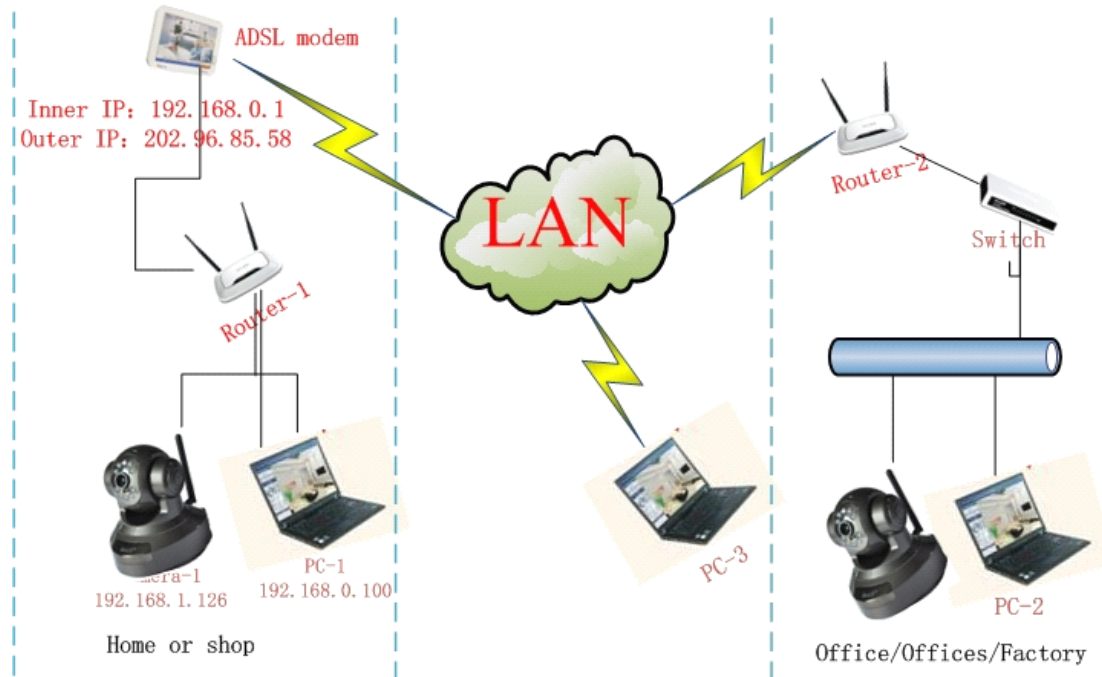 ADSL modem
Inner IP: 192.168.0.1
Outer IP: 202.96.85.58
Router-1
LAN
Router-2
Switch
mera-1
192.168.1.126
PC-1
192.168.0.100
PC-3
PC-2
Home or shop
Office/Offices/Factory